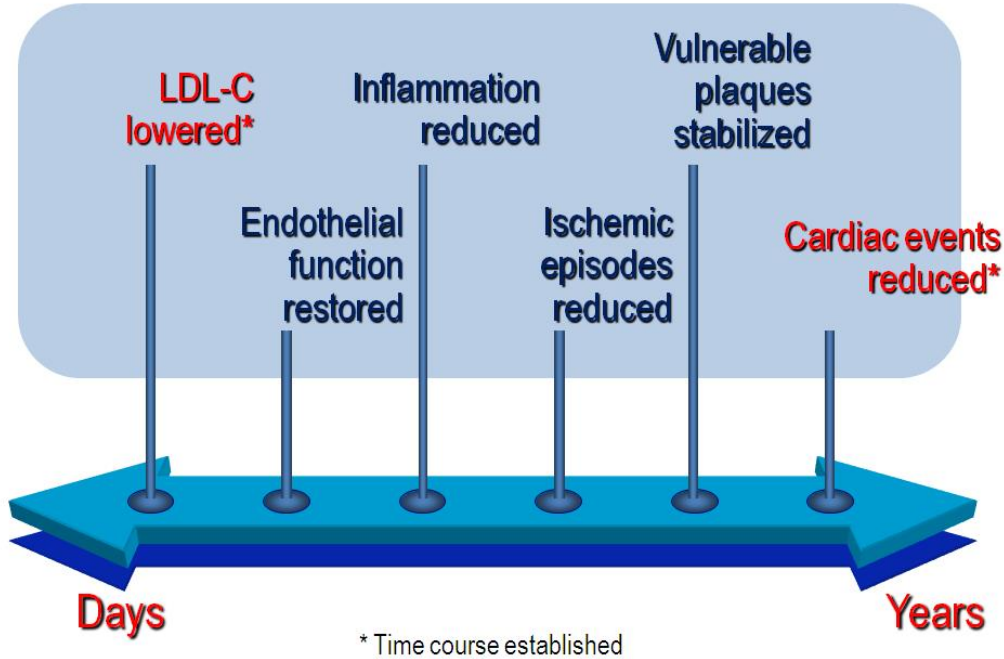 LDL-C
lowered*
Endothelial
function
restored
Inflammation
reduced
Ischemic
episodes
reduced
Vulnerable
plaques
stabilized
Cardiac events
reduced*
Days
Years
* Time course established